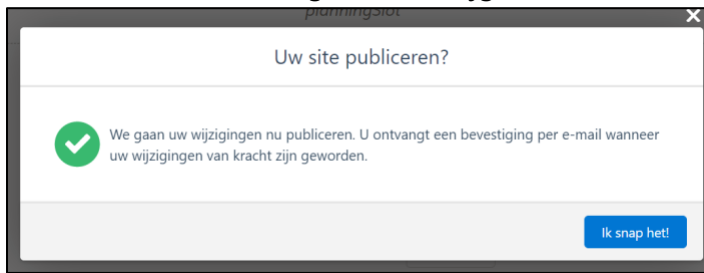 planningSlot
Uw site publiceren?
We gaan uw wijzigingen nu publiceren. U ontvangt een bevestiging per e-mail wanneer
uw wijzigingen van kracht zijn geworden.
Ik snap het!